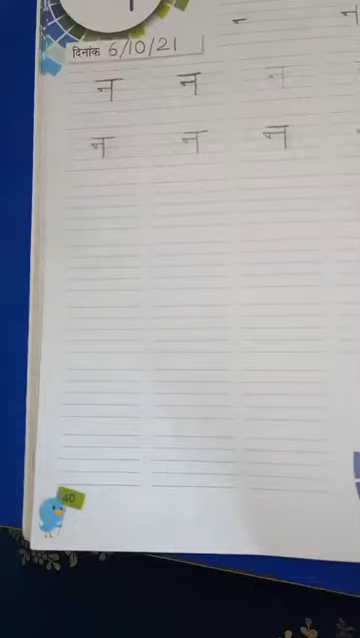 न
दिनांक 6/10/21
न न न
न न न
40